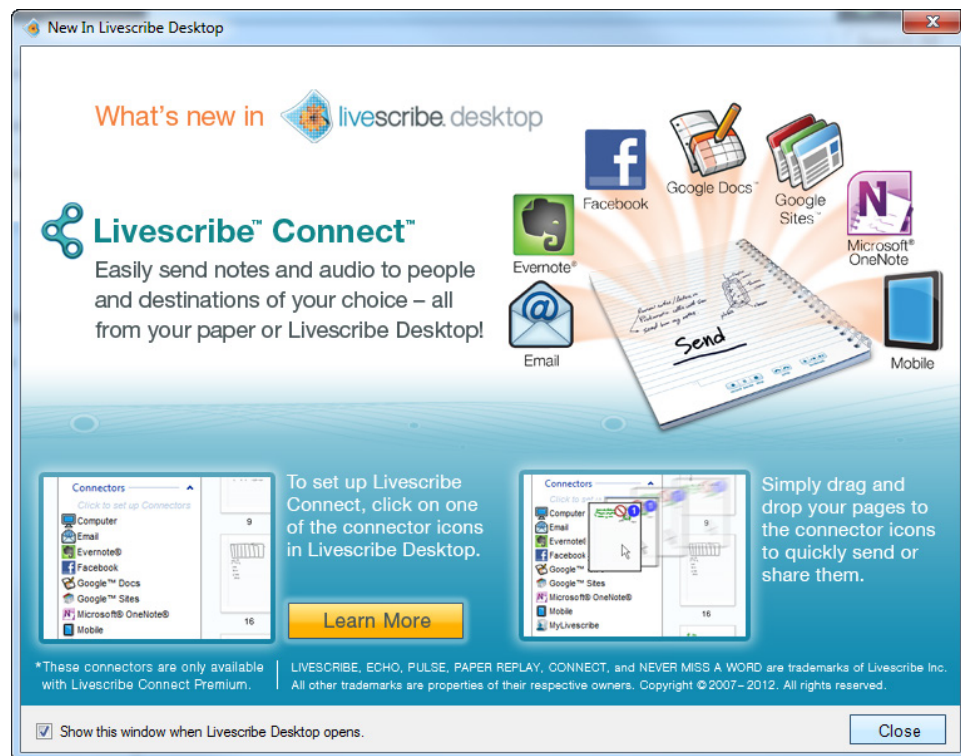 New In Livescribe Desktop
What's new in livescribe. desktop
Livescribe™ Connect™
Easily send notes and audio to people
and destinations of your choice – all
from your paper or Livescribe Desktop!
Email
Evernote®
Facebook
Google Docs™
Google
Sites™
Microsoft®
OneNote
Mobile
Send
Connectors
Click to set up Connectors
Computer
Email
Evernote®
Facebook
Google™ Docs
Google™ Sites
Microsoft® OneNote®
Mobile
9
16
To set up Livescribe
Connect, click on one
of the connector icons
in Livescribe Desktop.
Learn More
Connectors
Click to set u
Computer
Email
Evernote
Facebook
Google™
Google™ Sites
Microsoft® OneNote®
Mobile
MyLivescribe
1
9
16
Simply drag and
drop your pages to
the connector icons
to quickly send or
share them.
*These connectors are only available
with Livescribe Connect Premium.
LIVESCRIBE, ECHO, PULSE, PAPER REPLAY, CONNECT, and NEVER MISS A WORD are trademarks of Livescribe Inc.
All other trademarks are properties of their respective owners. Copyright © 2007–2012. All rights reserved.
Show this window when Livescribe Desktop opens.
Close